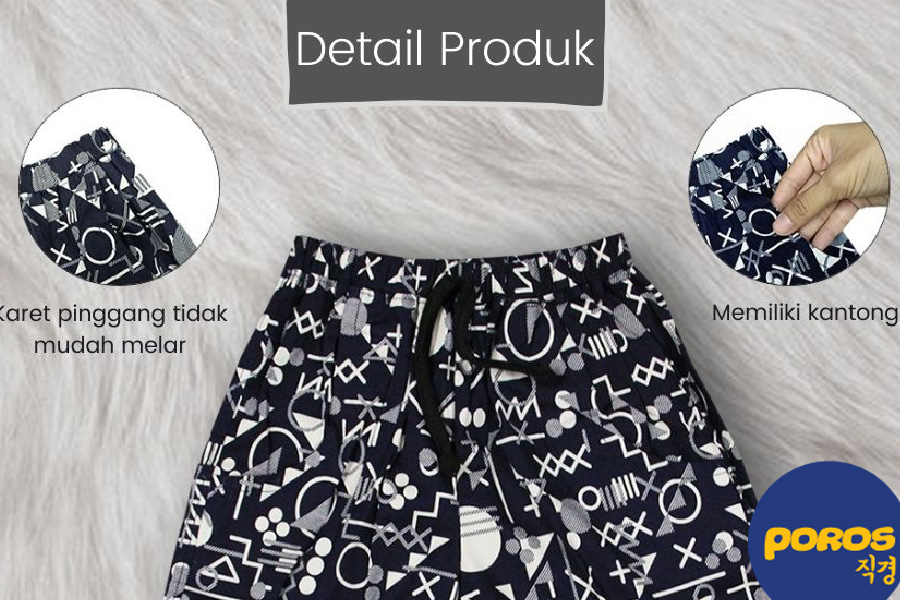 Detail Produk
Karet pinggang tidak
mudah melar
Memiliki kantong
POROS
직경